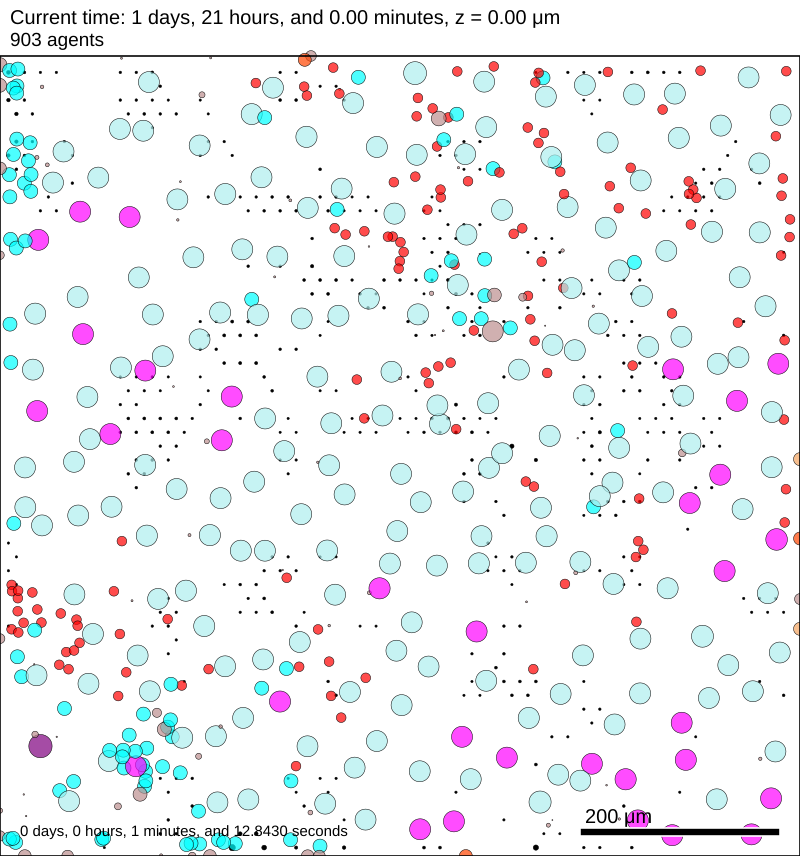 Current time: 1 days, 21 hours, and 0.00 minutes, z = 0.00 μm
903 agents
200 μm
0 days, 0 hours, 1 minutes, and 12.8430 seconds